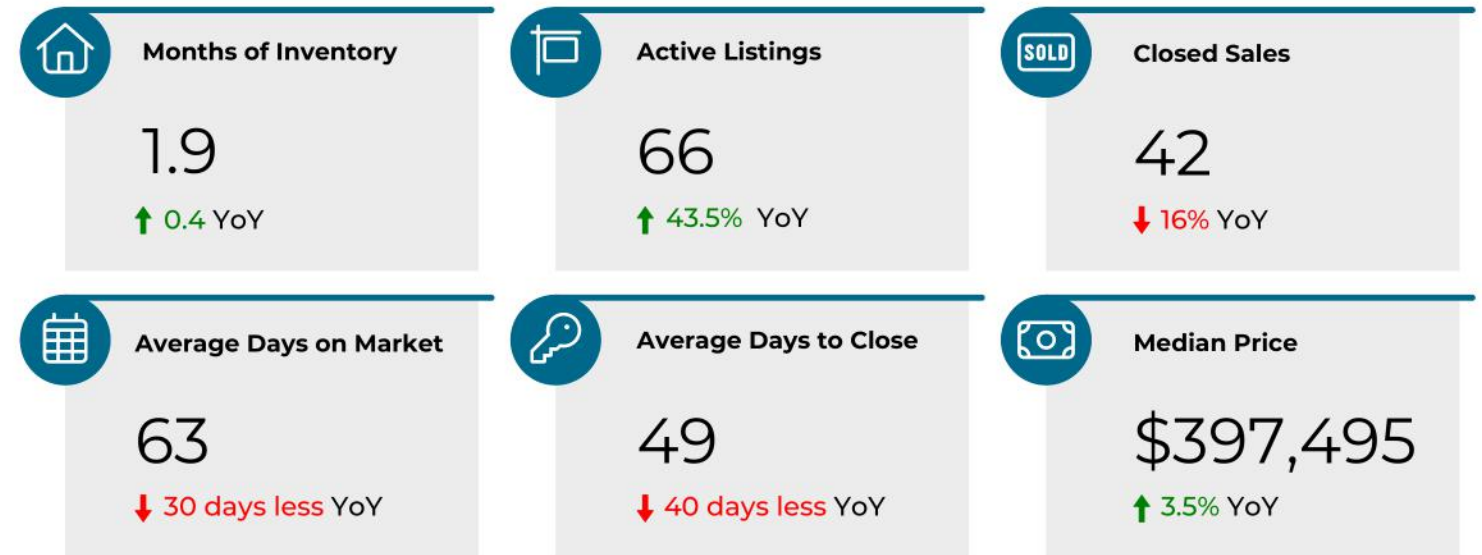 Months of Inventory
1.9
↑ 0.4 YoY
Active Listings
66
↑ 43.5% YoY
SOLD
Closed Sales
42
↓ 16% YoY
Average Days on Market
63
↓ 30 days less YoY
Average Days to Close
49
↓ 40 days less YoY
Median Price
$397,495
↑ 3.5% YoY